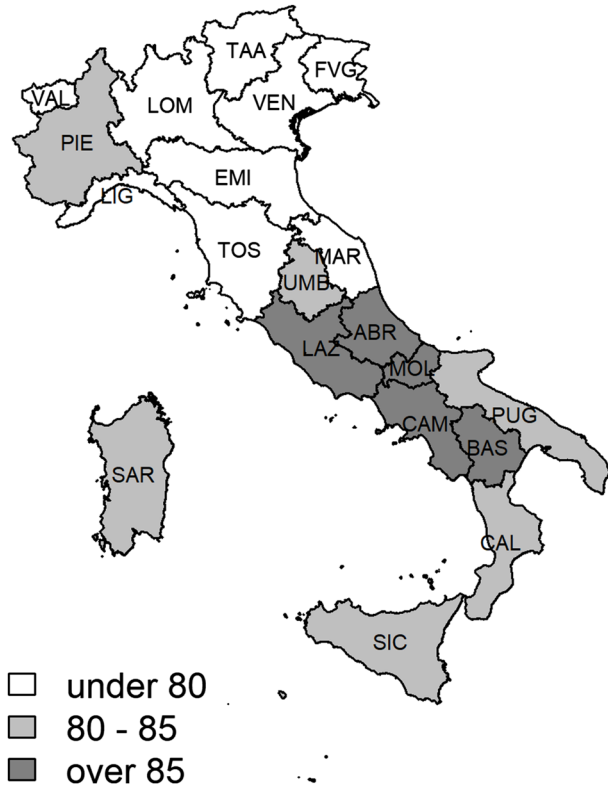 TAA
FVG
VAL
LOM
VEN
PIE
EMI
LIG
TOS
MAR
UMB
ABR
LAZ
MOL
PUG
CAM
BAS
SAR
CAL
SIC
under 80
80 - 85
over 85